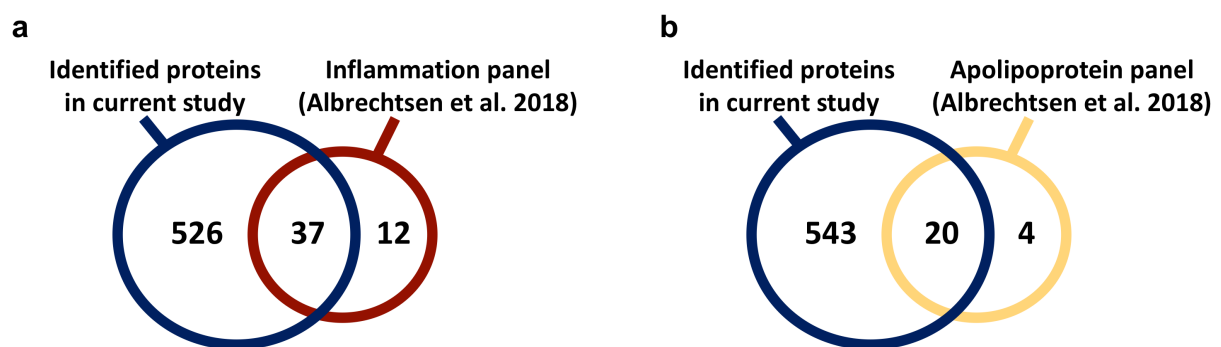 a
Identified proteins
in current study
Inflammation panel
(Albrechtsen et al. 2018)
526
37
12
b
Identified proteins
in current study
Apolipoprotein panel
(Albrechtsen et al. 2018)
543
20
4